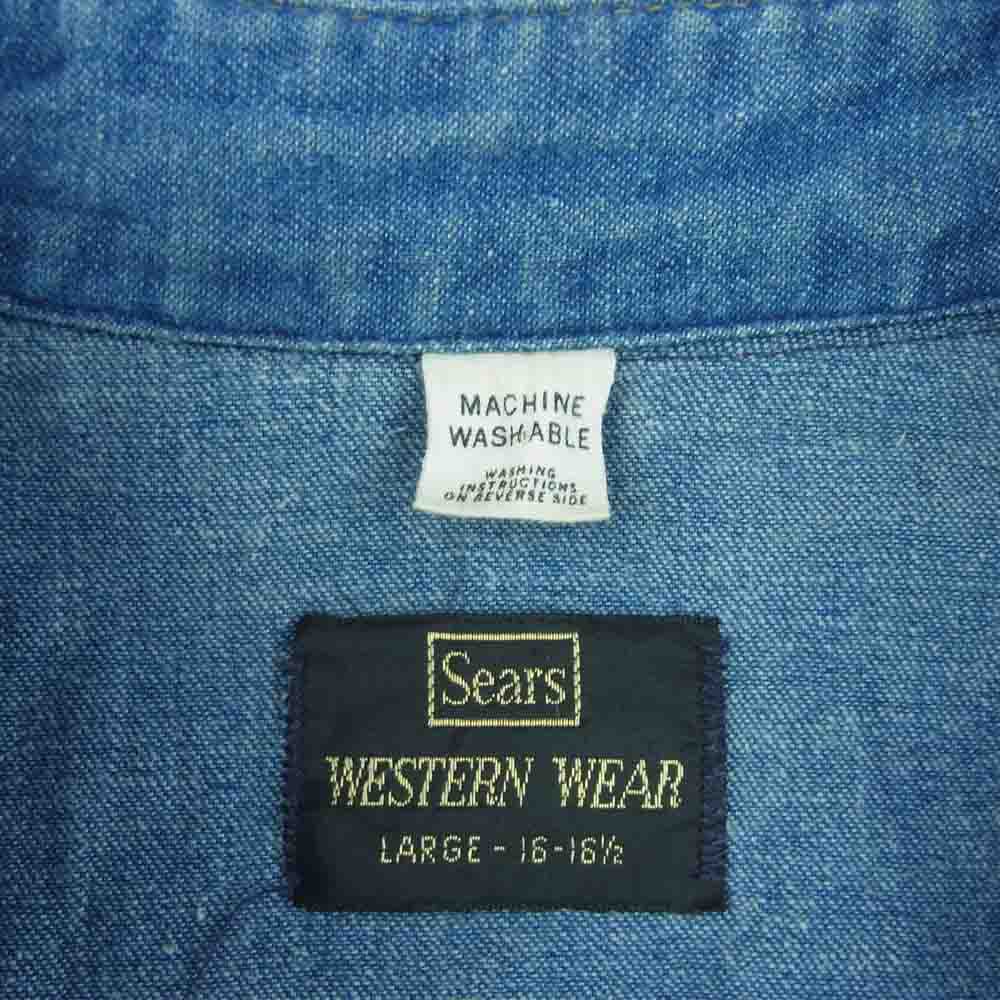 MACHINE
WASHABLE
WASHING
INSTRUCTIONS
ON REVERSE SIDE
Sears
WESTERN WEAR
LARGE - 16-16½